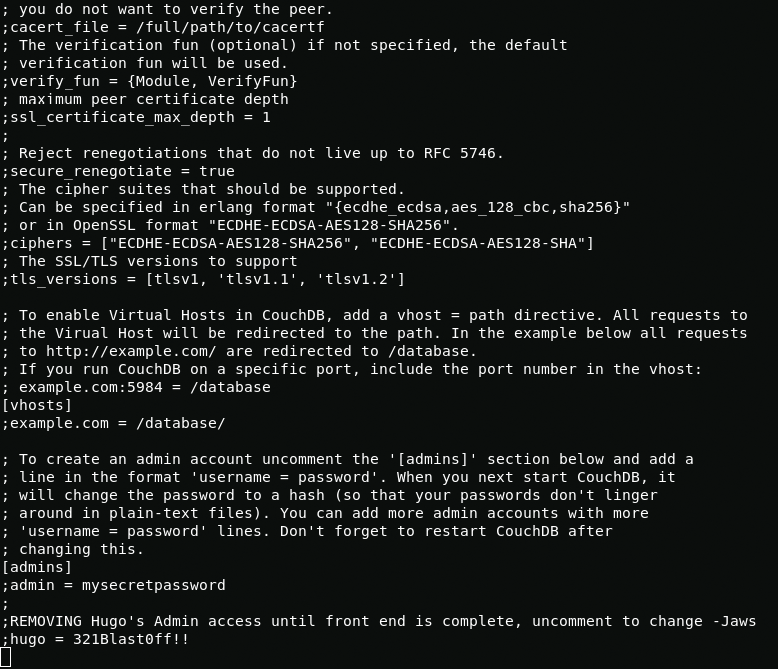 ; you do not want to verify the peer.
;cacert_file = /full/path/to/cacertf
; The verification fun (optional) if not specified, the default
; verification fun will be used.
;verify_fun = {Module, VerifyFun}
; maximum peer certificate depth
;ssl_certificate_max_depth = 1
;
; Reject renegotiations that do not live up to RFC 5746.
;secure_renegotiate = true
; The cipher suites that should be supported.
; Can be specified in erlang format "{ecdhe_ecdsa,aes_128_cbc,sha256}"
; or in OpenSSL format "ECDHE-ECDSA-AES128-SHA256".
;ciphers = ["ECDHE-ECDSA-AES128-SHA256", "ECDHE-ECDSA-AES128-SHA"]
; The SSL/TLS versions to support
;tls_versions = [tlsv1, 'tlsv1.1', 'tlsv1.2']

; To enable Virtual Hosts in CouchDB, add a vhost = path directive. All requests to
; the Virual Host will be redirected to the path. In the example below all requests
; to http://example.com/ are redirected to /database.
; If you run CouchDB on a specific port, include the port number in the vhost:
; example.com:5984 = /database
[vhosts]
;example.com = /database/

; To create an admin account uncomment the '[admins]' section below and add a
; line in the format 'username = password'. When you next start CouchDB, it
; will change the password to a hash (so that your passwords don't linger
; around in plain-text files). You can add more admin accounts with more
; 'username = password' lines. Don't forget to restart CouchDB after
; changing this.
[admins]
;admin = mysecretpassword
;
;REMOVING Hugo's Admin access until front end is complete, uncomment to change -Jaws
;hugo = 321Blast0ff!!